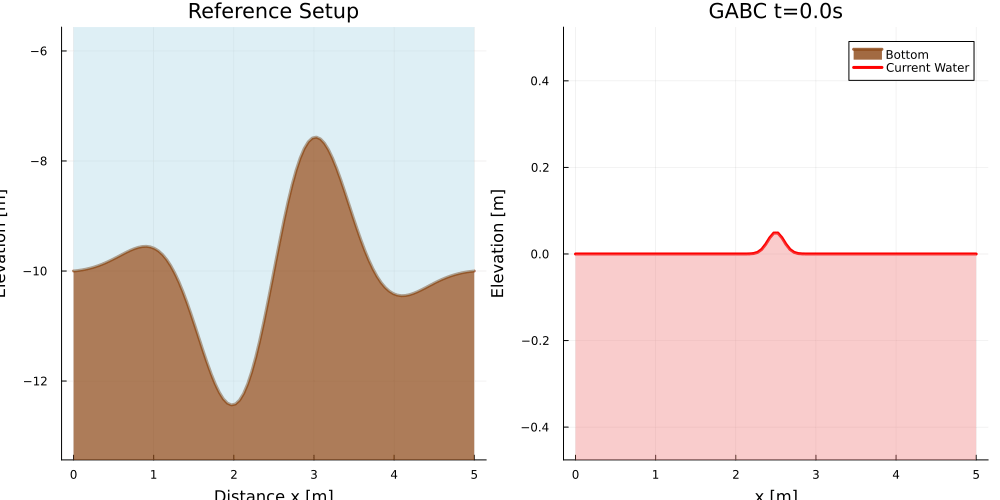 Reference Setup
Elevation [m]
−6
−8
−10
−12
0 1 2 3 4 5
Distance x [m]
GABC t=0.0s
Elevation [m]
0.4
0.2
0.0
−0.2
−0.4
0 1 2 3 4 5
x [m]
Bottom
Current Water